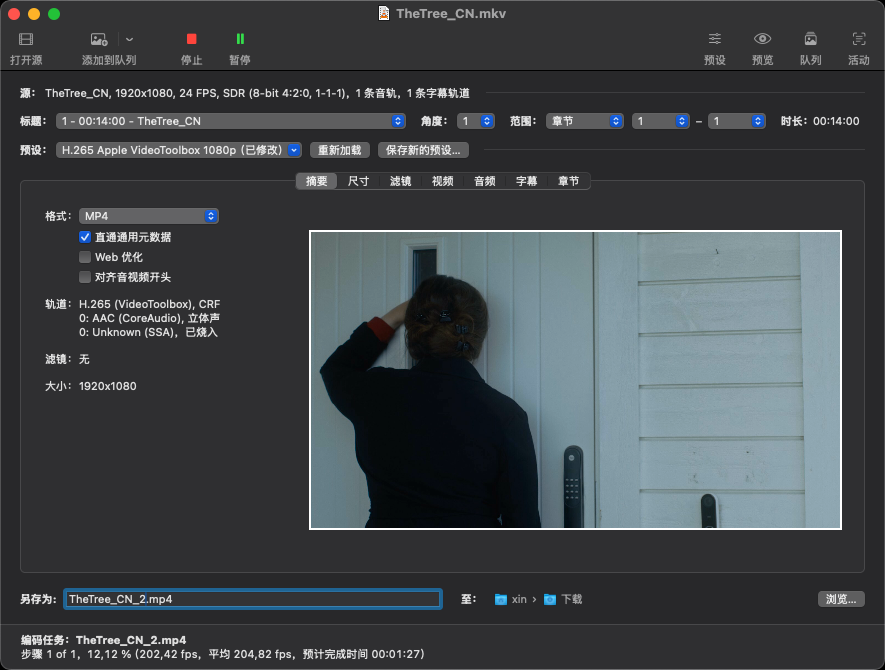 TheTree_CN.mkv
打开源 添加到队列 停止 暂停 预设 预览 队列 活动
源： TheTree_CN, 1920x1080, 24 FPS, SDR (8-bit 4:2:0, 1-1-1)，1 条音轨，1 条字幕轨道
标题： 1 - 00:14:00 - TheTree_CN 角度： 1 范围： 章节 1 – 1 时长： 00:14:00
预设： H.265 Apple VideoToolbox 1080p (已修改) 重新加载 保存新的预设...
摘要 尺寸 滤镜 视频 音频 字幕 章节
格式： MP4
直通通用元数据
Web 优化
对齐音视频开头
轨道： H.265 (VideoToolbox), CRF
0: AAC (CoreAudio), 立体声
0: Unknown (SSA)，已烧入
滤镜： 无
大小： 1920x1080
另存为: TheTree_CN_2.mp4 至： xin › 下载 浏览...
编码任务：TheTree_CN_2.mp4
步骤 1 of 1，12,12 % (202,42 fps，平均 204,82 fps，预计完成时间 00:01:27)